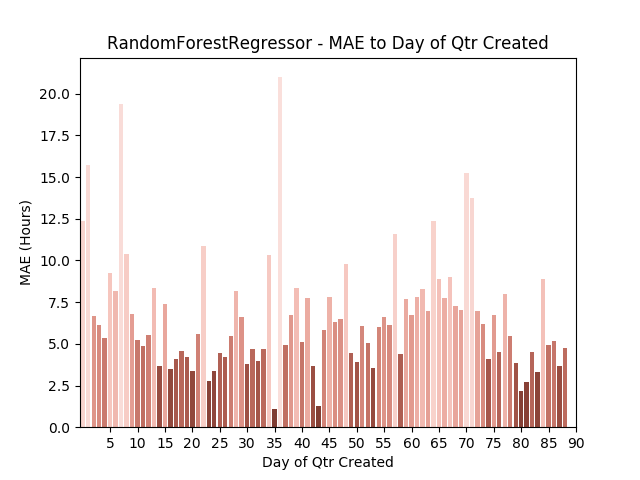 RandomForestRegressor - MAE to Day of Qtr Created
20.0
17.5
15.0
12.5
10.0
7.5
5.0
2.5
0.0
MAE (Hours)
5 10 15 20 25 30 35 40 45 50 55 60 65 70 75 80 85 90
Day of Qtr Created